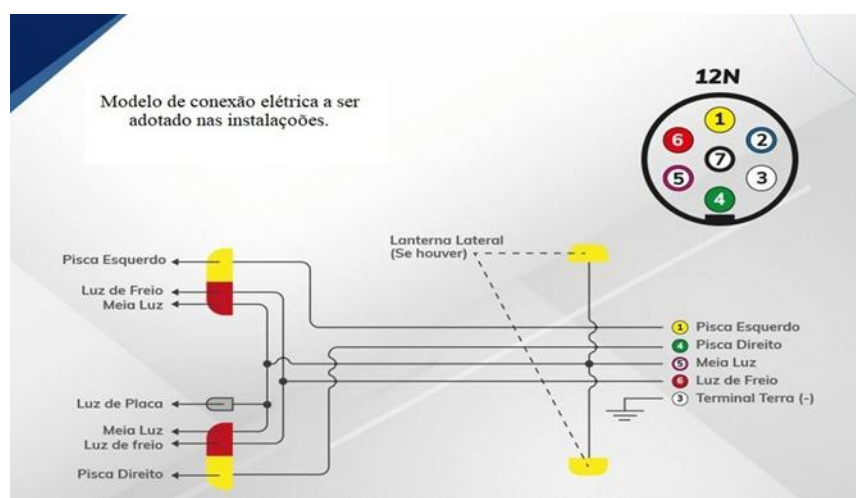 Modelo de conexão elétrica a ser
adotado nas instalaçoões.
12N
1
6
2
7
5
3
4
Lanterna Lateral
(Se houver)
Pisca Esquerdo
Luz de Freio
Meia Luz
Luz de Placa
Meia Luz
Luz de freio
Pisca Direito
1 Pisca Esquerdo
4 Pisca Direito
5 Meia Luz
6 Luz de Freio
3 Terminal Terra (-)